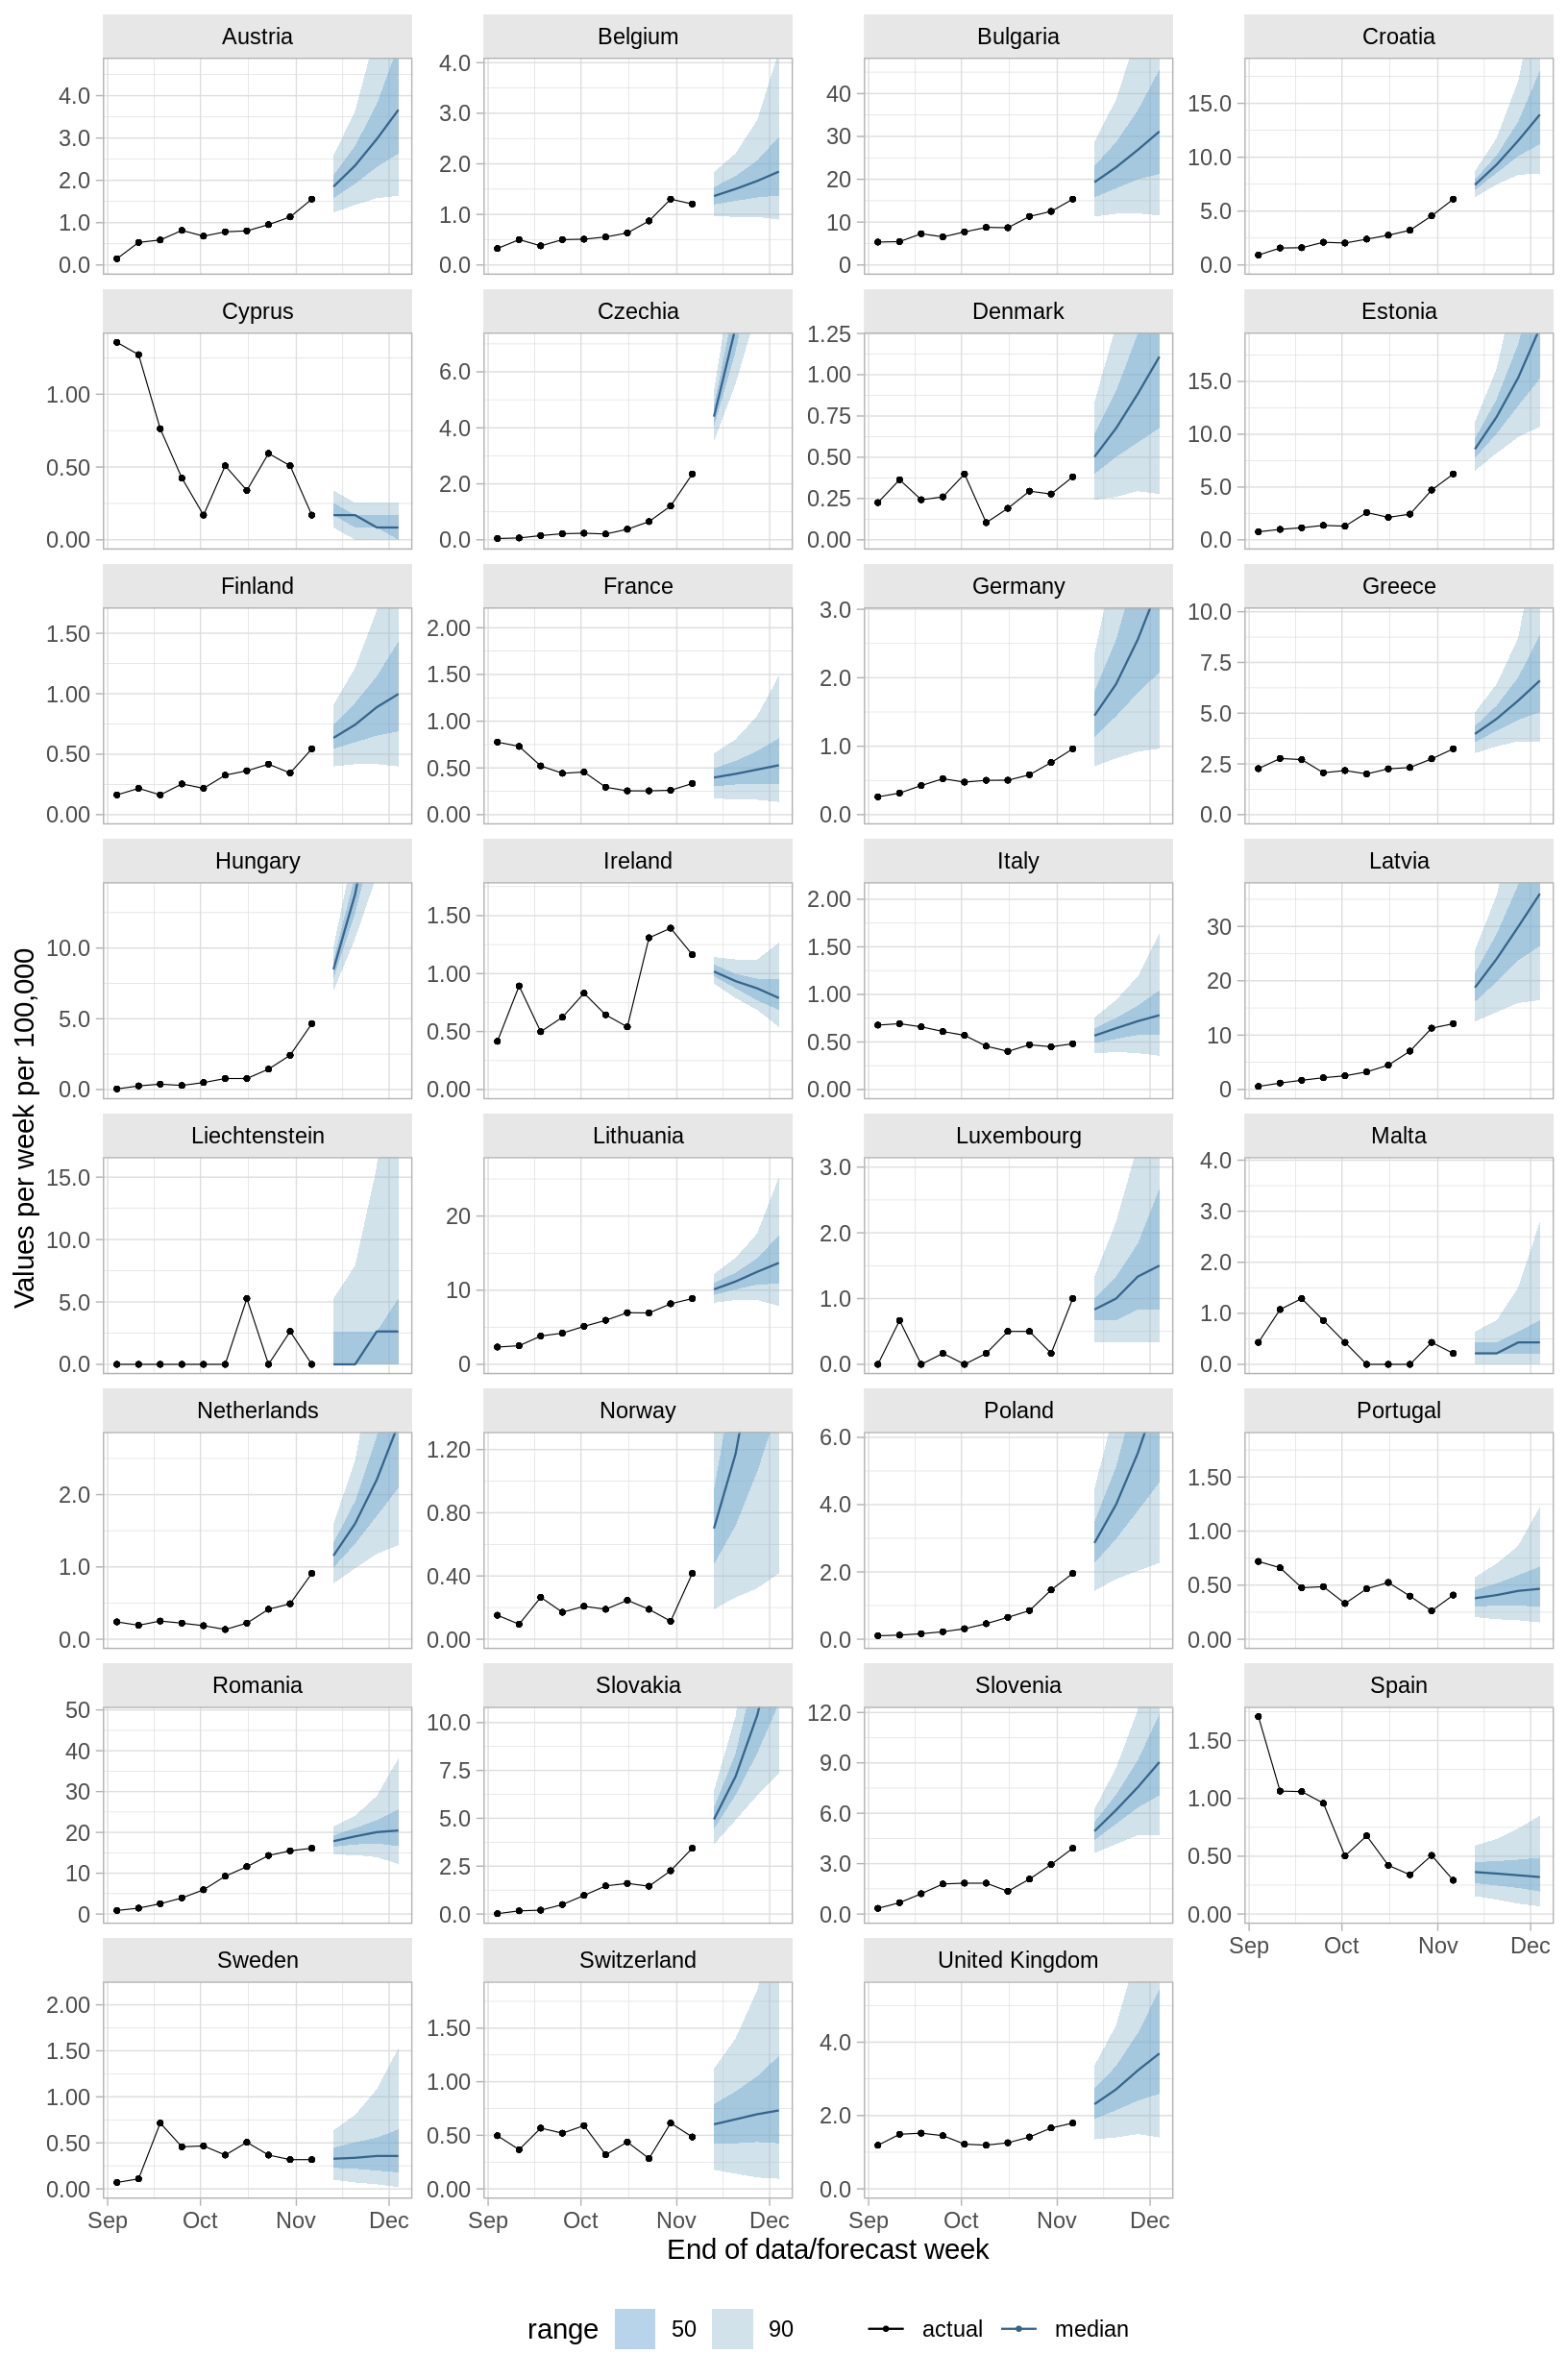 Austria Belgium Bulgaria Croatia
4.0 3.0 2.0 1.0 0.0
4.0 3.0 2.0 1.0 0.0
40 30 20 10 0
15.0 10.0 5.0 0.0
Cyprus Czechia Denmark Estonia
1.00 0.50 0.00
6.0 4.0 2.0 0.0
1.25 1.00 0.75 0.50 0.25 0.00
15.0 10.0 5.0 0.0
Finland France Germany Greece
1.50 1.00 0.50 0.00
2.00 1.50 1.00 0.50 0.00
3.0 2.0 1.0 0.0
10.0 7.5 5.0 2.5 0.0
Hungary Ireland Italy Latvia
10.0 5.0 0.0
1.50 1.00 0.50 0.00
2.00 1.50 1.00 0.50 0.00
30 20 10 0
Values per week per 100,000
Liechtenstein Lithuania Luxembourg Malta
15.0 10.0 5.0 0.0
20 10 0
3.0 2.0 1.0 0.0
4.0 3.0 2.0 1.0 0.0
Netherlands Norway Poland Portugal
2.0 1.0 0.0
1.20 0.80 0.40 0.00
6.0 4.0 2.0 0.0
1.50 1.00 0.50 0.00
Romania Slovakia Slovenia Spain
50 40 30 20 10 0
10.0 7.5 5.0 2.5 0.0
12.0 9.0 6.0 3.0 0.0
1.50 1.00 0.50 0.00
Sep Oct Nov Dec
Sweden Switzerland United Kingdom
2.00 1.50 1.00 0.50 0.00
1.50 1.00 0.50 0.00
4.0 2.0 0.0
Sep Oct Nov Dec Sep Oct Nov Dec Sep Oct Nov Dec
End of data/forecast week
range 50 90 actual median